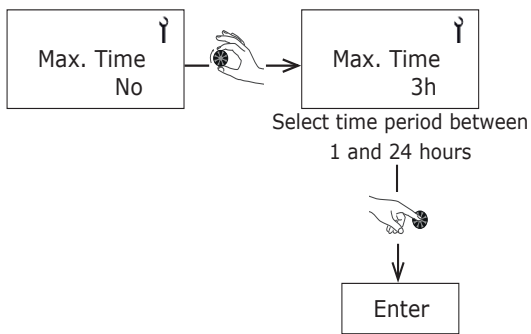 Max. Time
No
Max. Time
3h
Select time period between
1 and 24 hours
Enter